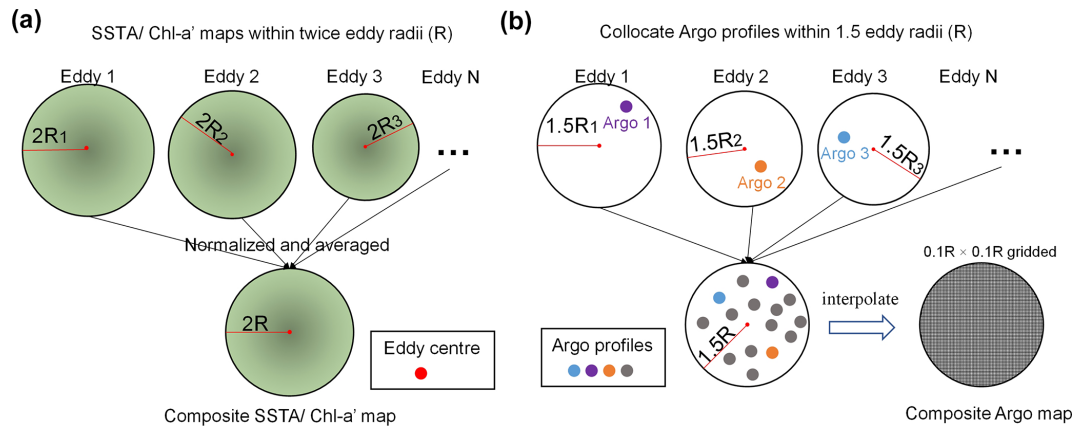 (a)
SSTA/ Chl-a’ maps within twice eddy radii (R)
Eddy 1
Eddy 2
Eddy 3
Eddy N
2R1
2R2
2R3
...
Normalized and averaged
2R
Eddy centre
Composite SSTA/ Chl-a’ map
(b)
Collocate Argo profiles within 1.5 eddy radii (R)
Eddy 1
Eddy 2
Eddy 3
Eddy N
Argo 1
1.5R1
1.5R2
Argo 2
Argo 3
1.5R3
...
1.5R
Argo profiles
interpolate
0.1R × 0.1R gridded
Composite Argo map